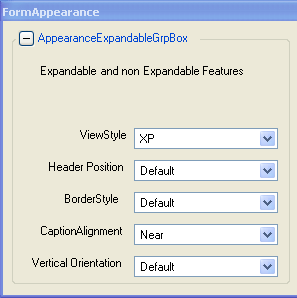 FormAppearance
AppearanceExpandableGrpBox
Expandable and non Expandable Features
ViewStyle XP
Header Position Default
BorderStyle Default
CaptionAlignment Near
Vertical Orientation Default